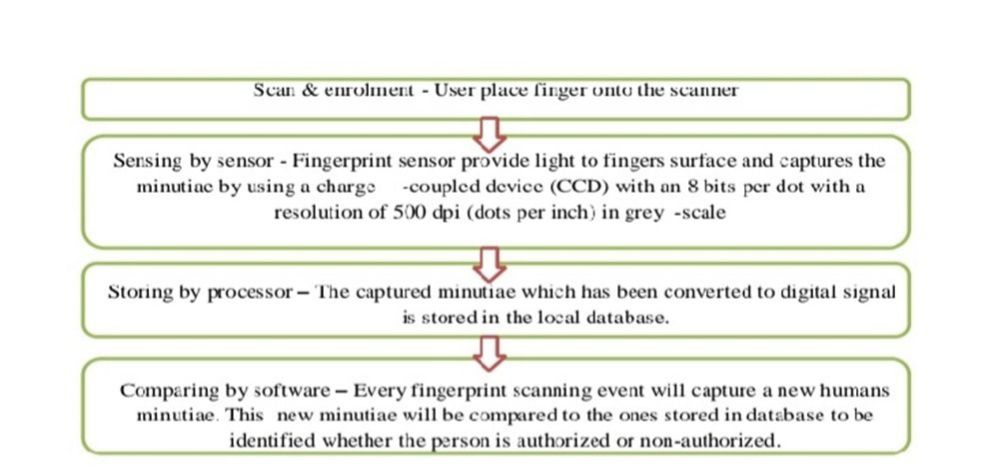 Scan & enrolment - User place finger onto the scanner
Sensing by sensor - Fingerprint sensor provide light to fingers surface and captures the
minutiae by using a charge -coupled device (CCD) with an 8 bits per dot with a
resolution of 500 dpi (dots per inch) in grey -scale
Storing by processor – The captured minutiae which has been converted to digital signal
is stored in the local database.
Comparing by software – Every fingerprint scanning event will capture a new humans
minutiae. This new minutiae will be compared to the ones stored in database to be
identified whether the person is authorized or non-authorized.